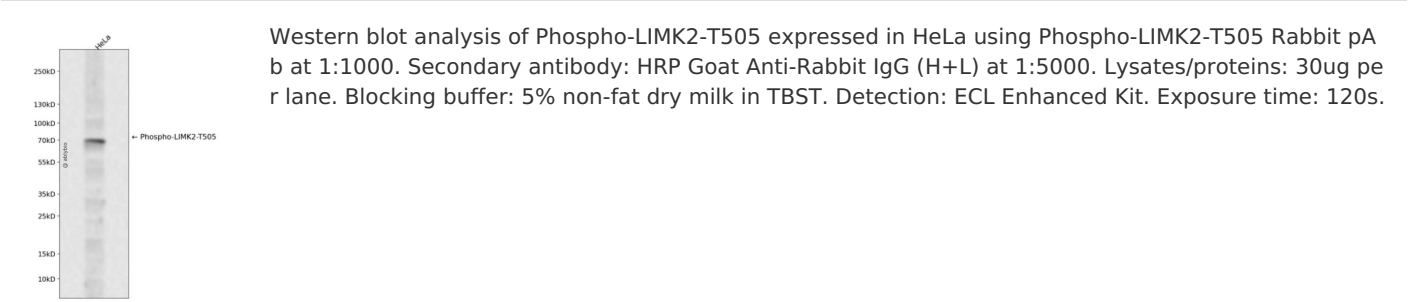 HeLa
250kD
130kD
100kD
70kD
55kD
35kD
25kD
15kD
10kD
← Phospho-LIMK2-T505
Western blot analysis of Phospho-LIMK2-T505 expressed in HeLa using Phospho-LIMK2-T505 Rabbit pA
b at 1:1000. Secondary antibody: HRP Goat Anti-Rabbit IgG (H+L) at 1:5000. Lysates/proteins: 30ug pe
r lane. Blocking buffer: 5% non-fat dry milk in TBST. Detection: ECL Enhanced Kit. Exposure time: 120s.